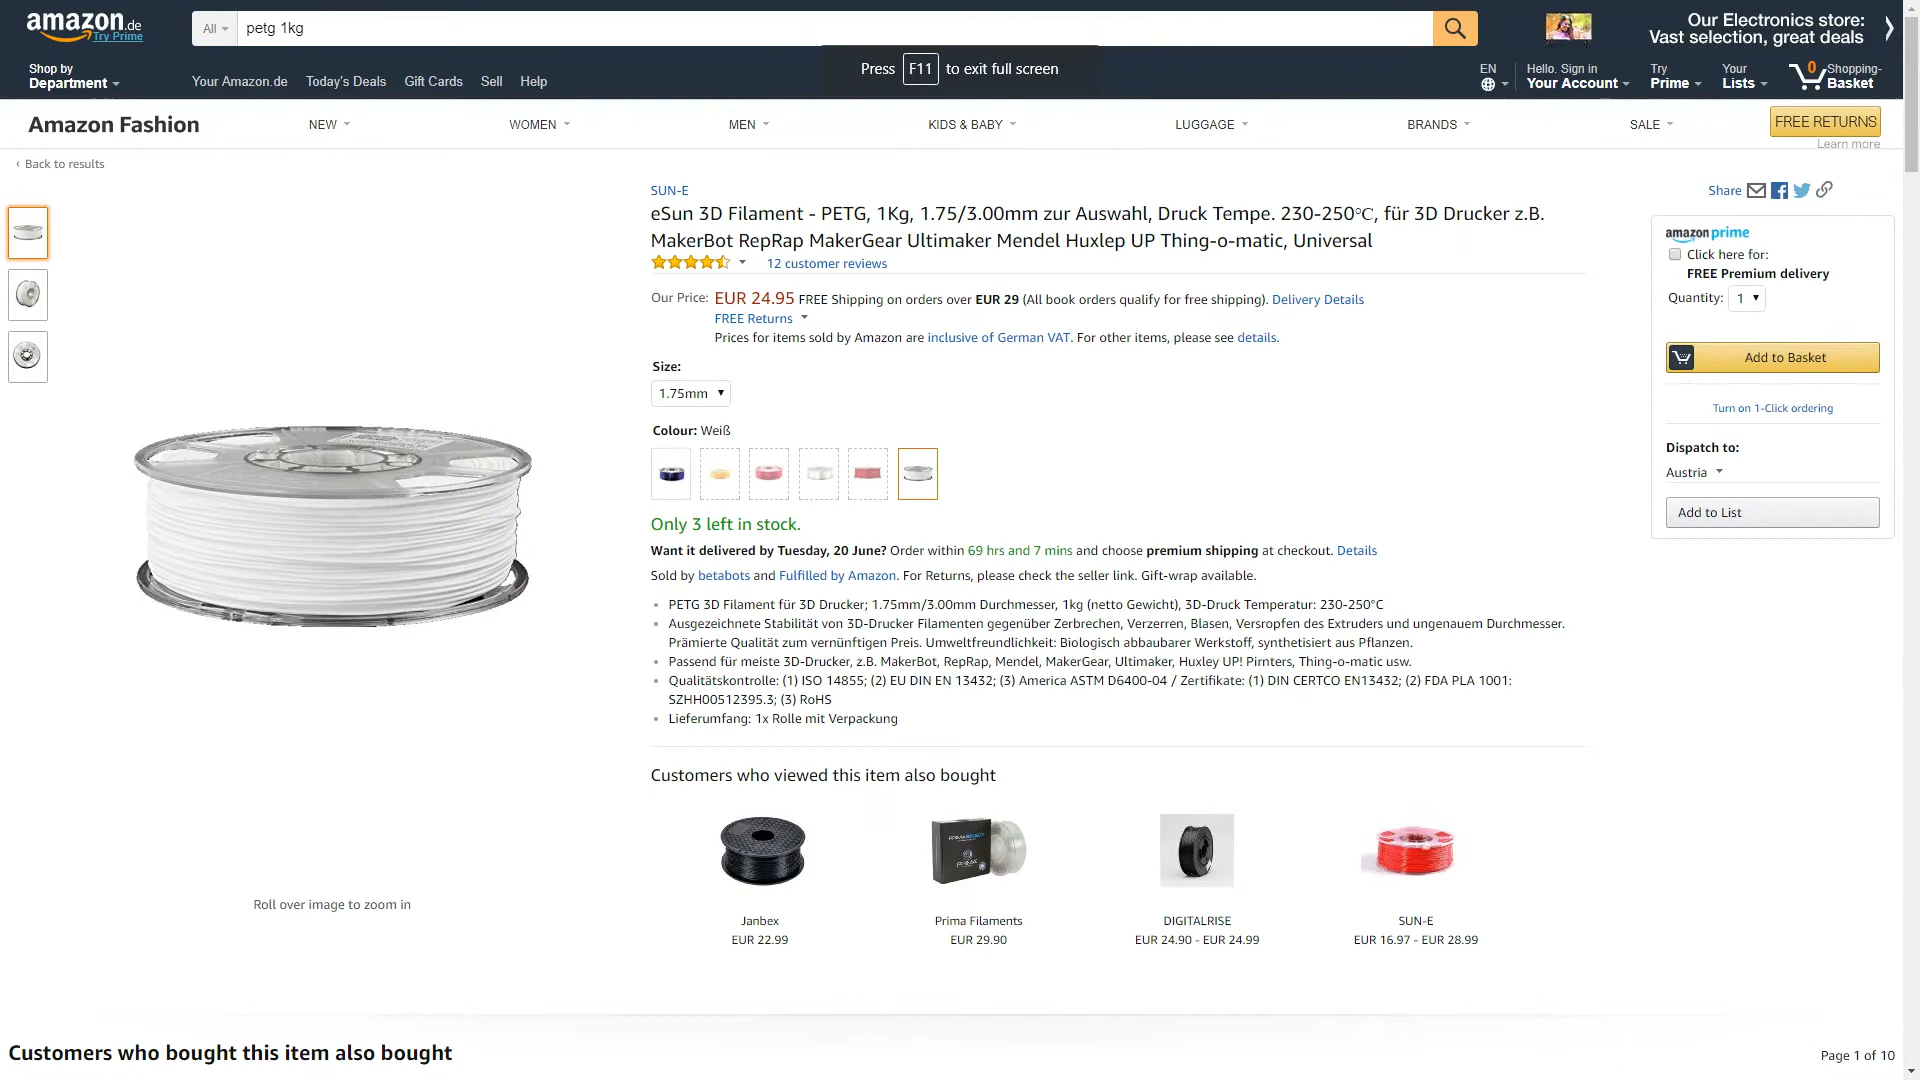 amazon.de
Try Prime
All
petg 1kg
Our Electronics store:
Vast selection, great deals
Press F11 to exit full screen
Shop by
Department
Your Amazon.de
Today's Deals
Gift Cards
Sell
Help
EN
Hello. Sign in
Your Account
Try
Prime
Your
Lists
0
Shopping-
Basket
Amazon Fashion
NEW
WOMEN
MEN
KIDS & BABY
LUGGAGE
BRANDS
SALE
FREE RETURNS
Learn more
‹ Back to results
SUN-E
eSun 3D Filament - PETG, 1Kg, 1.75/3.00mm zur Auswahl, Druck Tempe. 230-250℃, für 3D Drucker z.B.
MakerBot RepRap MakerGear Ultimaker Mendel Huxlep UP Thing-o-matic, Universal
12 customer reviews
Our Price: EUR 24.95 FREE Shipping on orders over EUR 29 (All book orders qualify for free shipping). Delivery Details
FREE Returns
Prices for items sold by Amazon are inclusive of German VAT. For other items, please see details.
Size:
1.75mm
Colour: Weiß
Only 3 left in stock.
Want it delivered by Tuesday, 20 June? Order within 69 hrs and 7 mins and choose premium shipping at checkout. Details
Sold by betabots and Fulfilled by Amazon. For Returns, please check the seller link. Gift-wrap available.
• PETG 3D Filament für 3D Drucker; 1.75mm/3.00mm Durchmesser, 1kg (netto Gewicht), 3D-Druck Temperatur: 230-250°C
• Ausgezeichnete Stabilität von 3D-Drucker Filamenten gegenüber Zerbrechen, Verzerren, Blasen, Versropfen des Extruders und ungenauem Durchmesser.
Prämierte Qualität zum vernünftigen Preis. Umweltfreundlichkeit: Biologisch abbaubarer Werkstoff, synthetisiert aus Pflanzen.
• Passend für meiste 3D-Drucker, z.B. MakerBot, RepRap, Mendel, MakerGear, Ultimaker, Huxley UP! Pirnters, Thing-o-matic usw.
• Qualitätskontrolle: (1) ISO 14855; (2) EU DIN EN 13432; (3) America ASTM D6400-04 / Zertifikate: (1) DIN CERTCO EN13432; (2) FDA PLA 1001:
SZHH00512395.3; (3) RoHS
• Lieferumfang: 1x Rolle mit Verpackung
Share
amazon prime
Click here for:
FREE Premium delivery
Quantity: 1
Add to Basket
Turn on 1-Click ordering
Dispatch to:
Austria
Add to List
Customers who viewed this item also bought
Janbex
EUR 22.99
Prima Filaments
EUR 29.90
DIGITALRISE
EUR 24.90 - EUR 24.99
SUN-E
EUR 16.97 - EUR 28.99
Roll over image to zoom in
Customers who bought this item also bought
Page 1 of 10